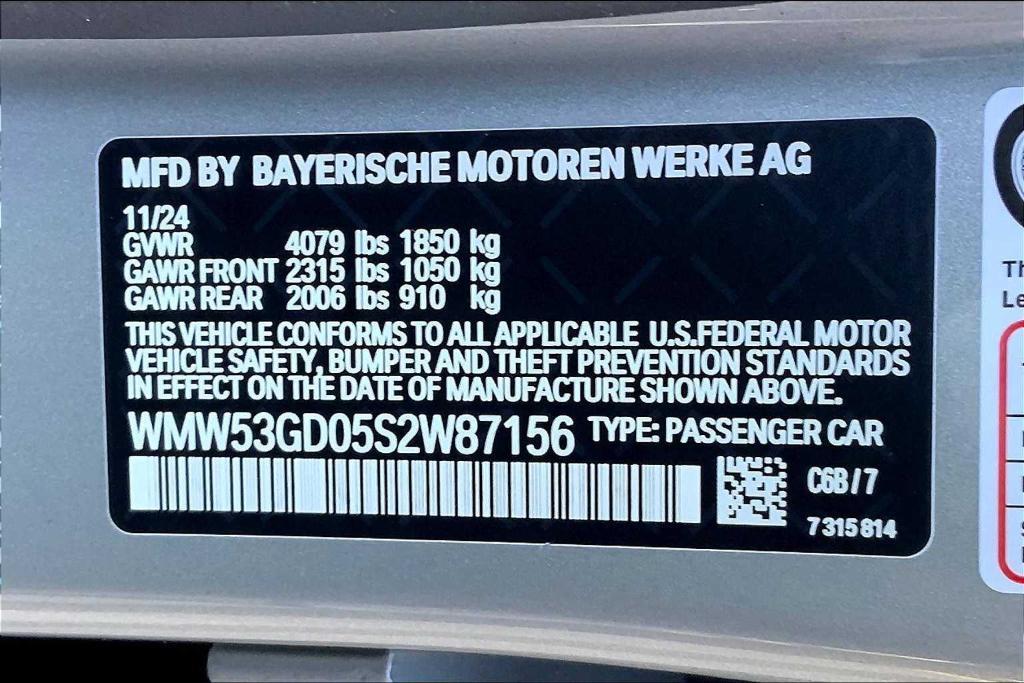 MFD BY BAYERISCHE MOTOREN WERKE AG
11/24
GVWR 4079 lbs 1850 kg
GAWR FRONT 2315 lbs 1050 kg
GAWR REAR 2006 lbs 910 kg
THIS VEHICLE CONFORMS TO ALL APPLICABLE U.S.FEDERAL MOTOR
VEHICLE SAFETY, BUMPER AND THEFT PREVENTION STANDARDS
IN EFFECT ON THE DATE OF MANUFACTURE SHOWN ABOVE.
WMW53GD05S2W87156 TYPE: PASSENGER CAR
C6B/7
7315814